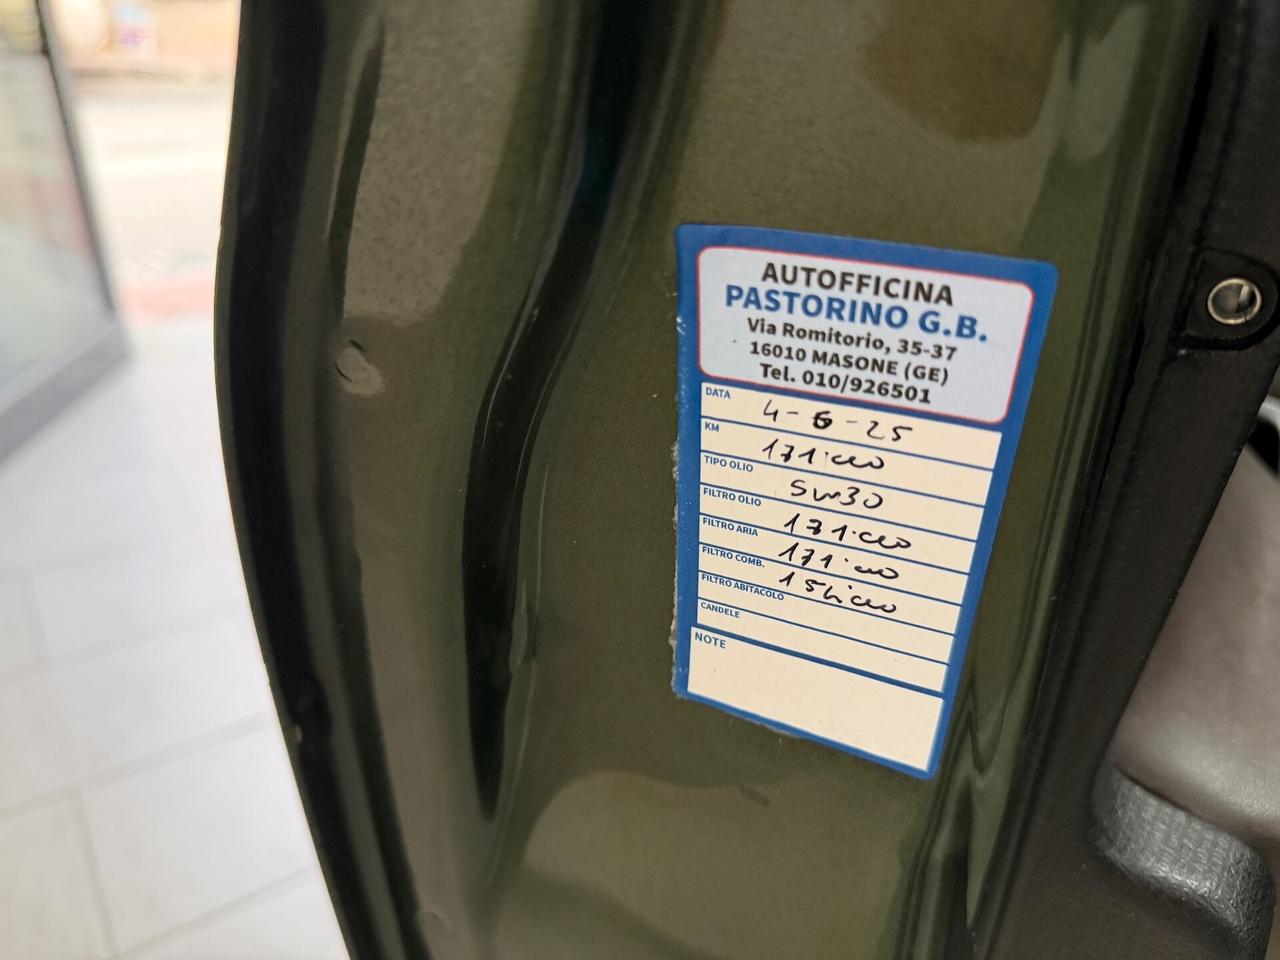 AUTOFFICINA
PASTORINO G.B.
Via Romitorio, 35-37
16010 MASONE (GE)
Tel. 010/926501
DATA 4-6-25
KM 171.000
TIPO OLIO 5W30
FILTRO OLIO 171.000
FILTRO ARIA 171.000
FILTRO COMB. 154.000
FILTRO ABITACOLO
CANDELE
NOTE